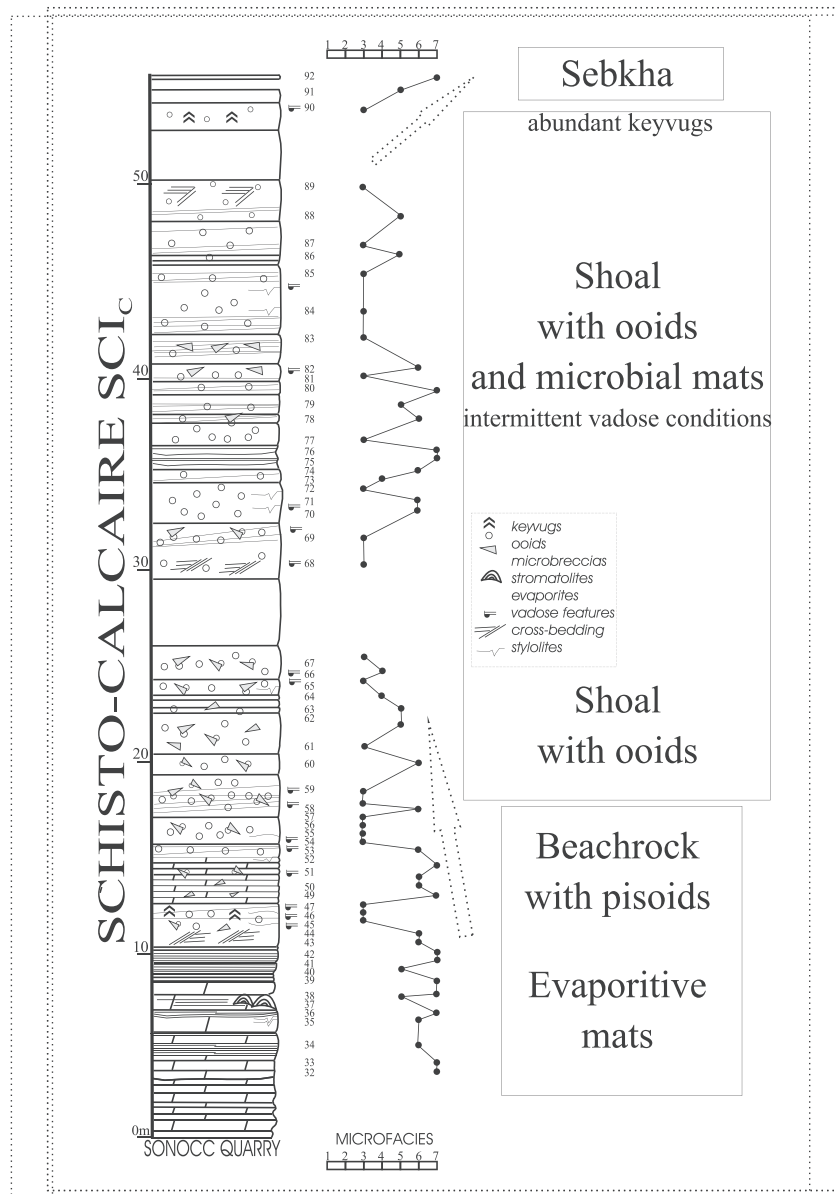 1 2 3 4 5 6 7
SCHISTO-CALCAIRE SCI C
92
91
90
50
89
88
87
86
85
84
83
82
40
81
80
79
78
77
76
75
74
73
72
71
70
69
68
30
67
66
65
64
63
62
61
20
60
59
58
57
56
55
54
53
52
51
50
49
47
46
45
44
43
10
42
41
40
39
38
37
36
35
34
33
32
0m
SONOCC QUARRY
MICROFACIES
1 2 3 4 5 6 7
Sebkha
abundant keyvugs
Shoal
with ooids
and microbial mats
intermittent vadose conditions
keyvugs
ooids
microbreccias
stromatolites
evaporites
vadose features
cross-bedding
stylolites
Shoal
with ooids
Beachrock
with pisoids
Evaporitive
mats